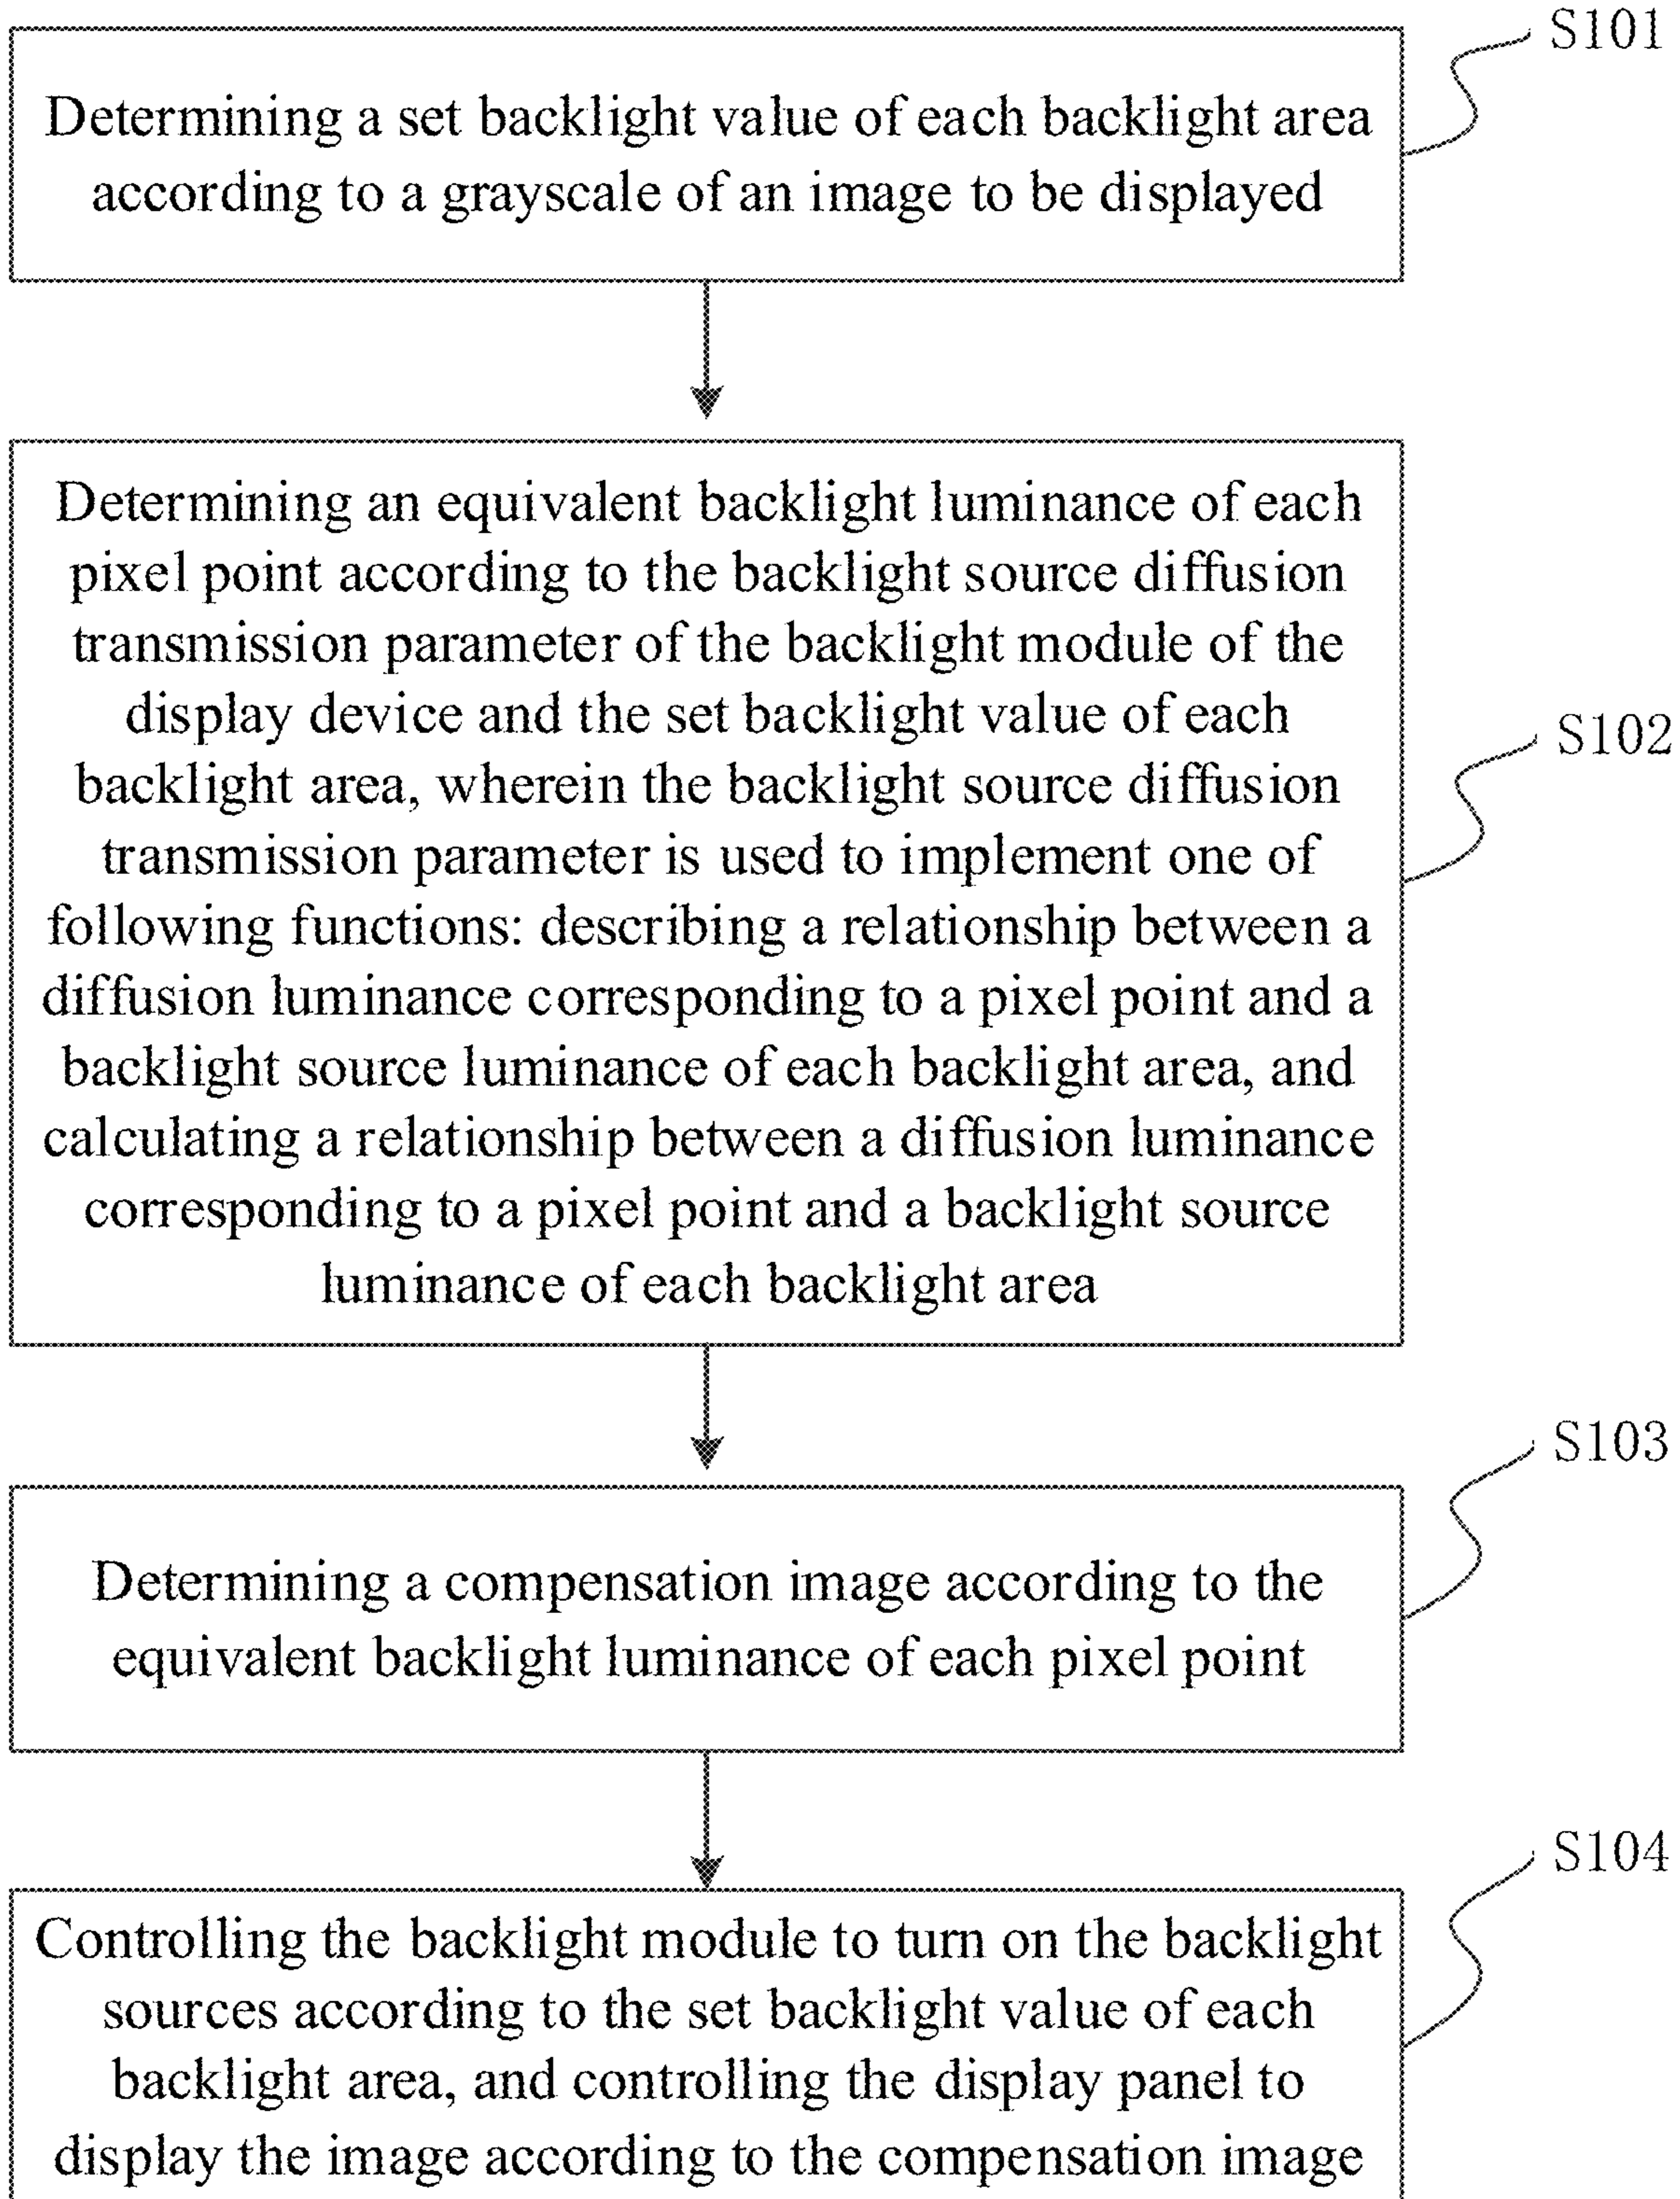 S101
Determining a set backlight value of each backlight area
according to a grayscale of an image to be displayed
Determining an equivalent backlight luminance of each
pixel point according to the backlight source diffusion
transmission parameter of the backlight module of the
display device and the set backlight value of each
backlight area, wherein the backlight source diffusion
transmission parameter is used to implement one of
following functions: describing a relationship between a
diffusion luminance corresponding to a pixel point and a
backlight source luminance of each backlight area, and
calculating a relationship between a diffusion luminance
corresponding to a pixel point and a backlight source
luminance of each backlight area
S102
S103
Determining a compensation image according to the
equivalent backlight luminance of each pixel point
S104
Controlling the backlight module to turn on the backlight
sources according to the set backlight value of each
backlight area, and controlling the display panel to
display the image according to the compensation image